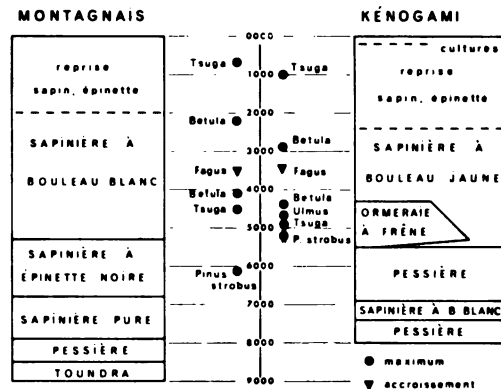 MONTAGNAIS
KÉNOGAMI
reprise
sapin, épinette
SAPINIÈRE À
BOULEAU BLANC
SAPINIÈRE À
ÉPINETTE NOIRE
SAPINIÈRE PURE
PESSIÈRE
TOUNDRA
Tsuga
Betula
Fagus
Betula
Tsuga
Pinus
strobus
0000
1000
2000
3000
4000
5000
6000
7000
8000
9000
Tsuga
Betula
Fagus
Betula
Ulmus
Tsuga
P. strobus
cultures
reprise
sapin, épinette
SAPINIÈRE À
BOULEAU JAUNE
ORMERAIE
À FRÊNE
PESSIÈRE
SAPINIÈRE À B BLANC
PESSIÈRE
maximum
accroissement